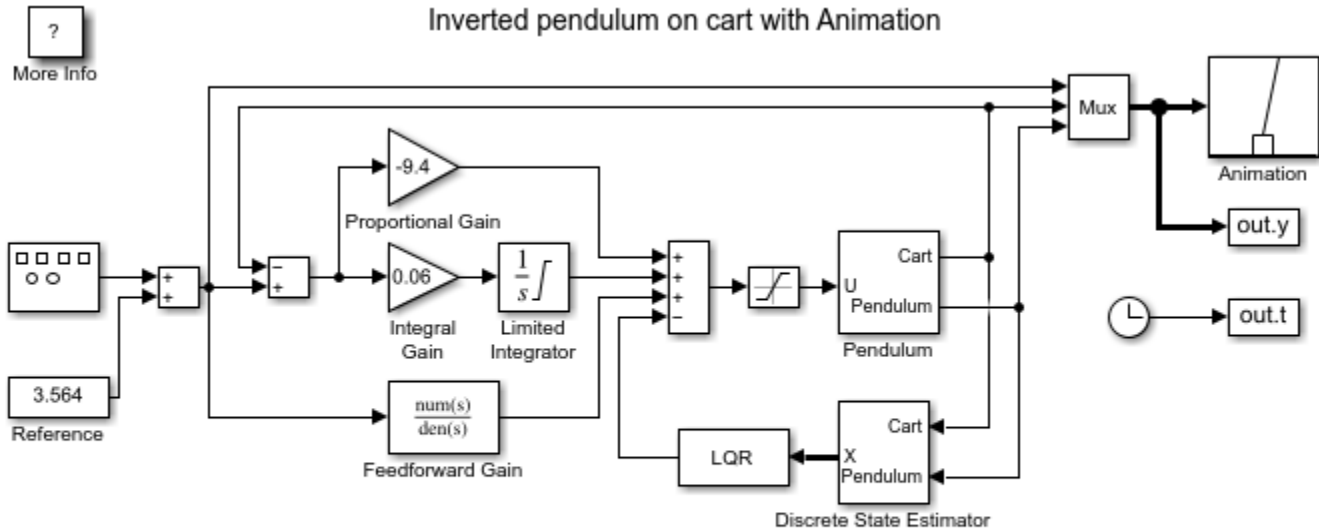 Inverted pendulum on cart with Animation
?
More Info
Mux
Animation
-9.4
Proportional Gain
out.y
+
+
−
+
0.06
Integral
Gain
1
s
Limited
Integrator
+
+
+
−
Cart
U
Pendulum
Pendulum
out.t
3.564
Reference
num(s)
den(s)
Feedforward Gain
LQR
Cart
X
Pendulum
Discrete State Estimator